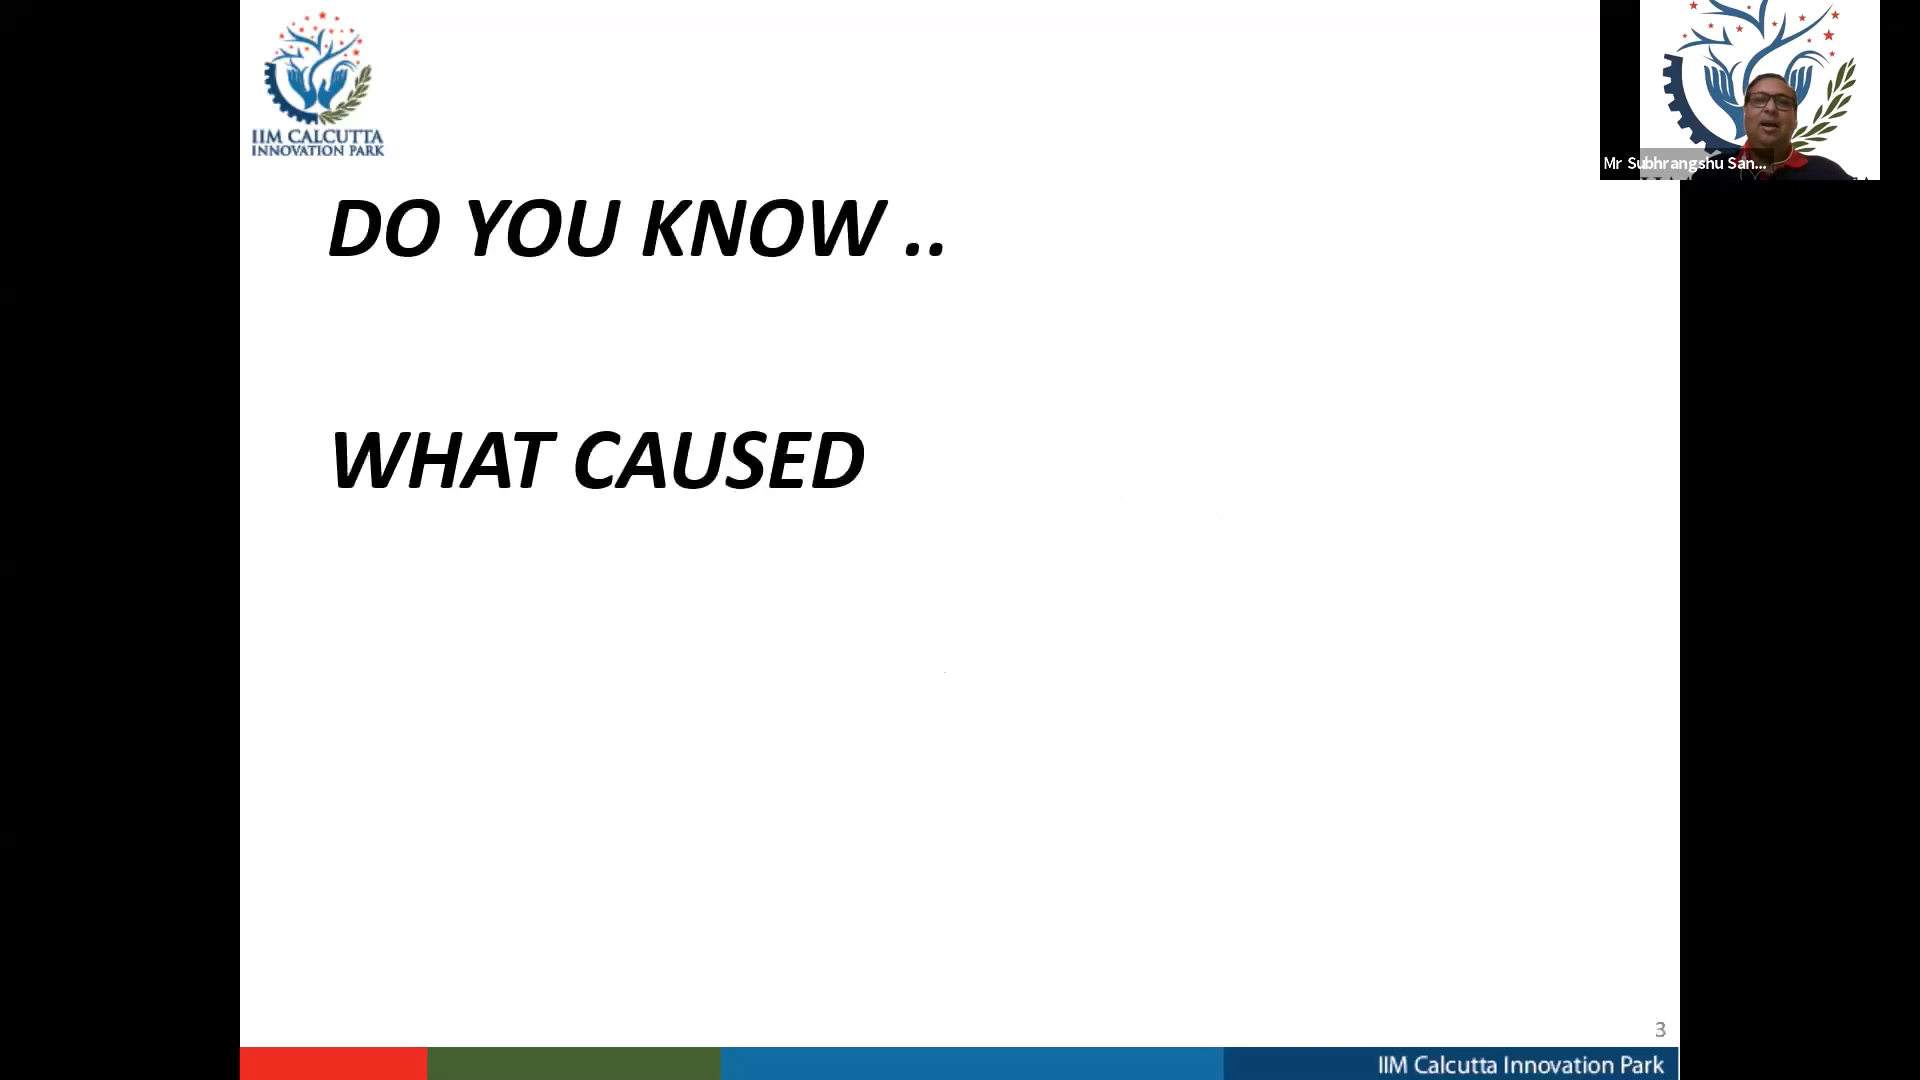 IIM CALCUTTA
INNOVATION PARK
Mr Subhrangshu San...
DO YOU KNOW ..
WHAT CAUSED
3
IIM Calcutta Innovation Park